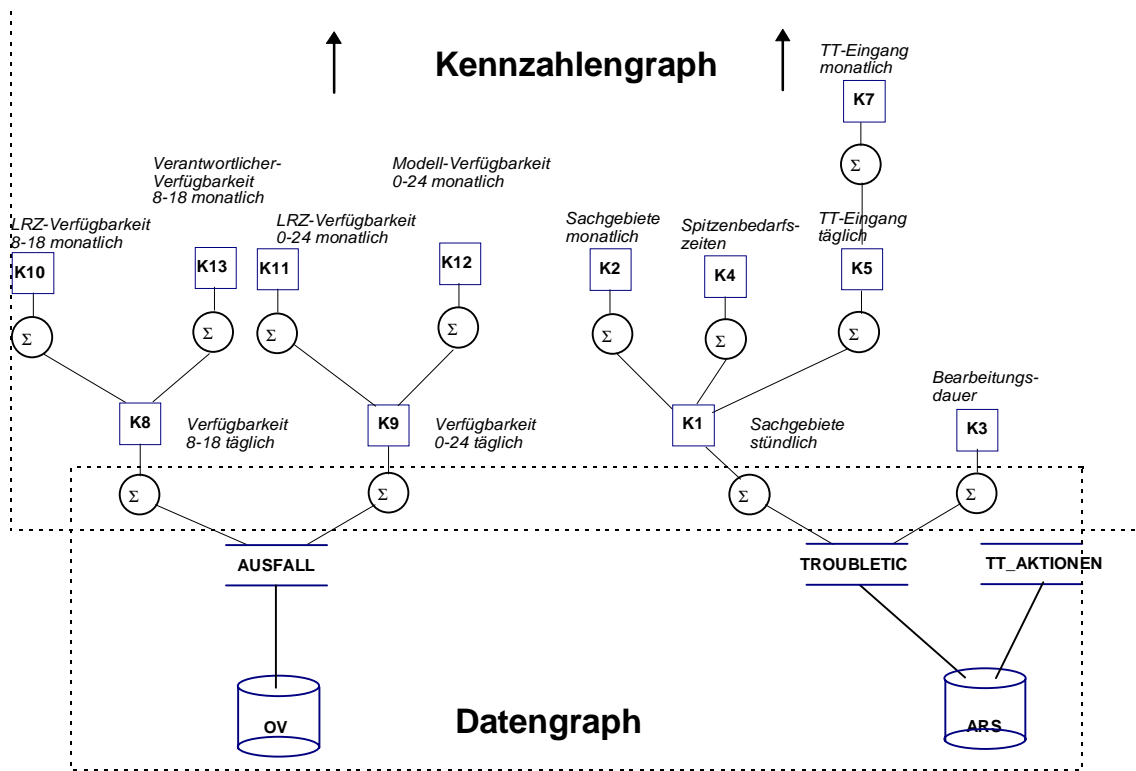 TT-Eingang
monatlich
Kennzahlengraph
K7
Σ
Verantwortlicher-
Verfügbarkeit
8-18 monatlich
Modell-Verfügbarkeit
0-24 monatlich
LRZ-Verfügbarkeit
8-18 monatlich
LRZ-Verfügbarkeit
0-24 monatlich
Sachgebiete
monatlich
Spitzenbedarfs-
zeiten
TT-Eingang
täglich
K10
K13
K11
K12
K2
K4
K5
Σ
Σ
Σ
Σ
Σ
Σ
Σ
Bearbeitungs-
dauer
K8
Verfügbarkeit
8-18 täglich
K9
Verfügbarkeit
0-24 täglich
K1
Sachgebiete
stündlich
K3
Σ
Σ
Σ
Σ
AUSFALL
TROUBLETIC
TT_AKTIONEN
OV
Datengraph
ARS